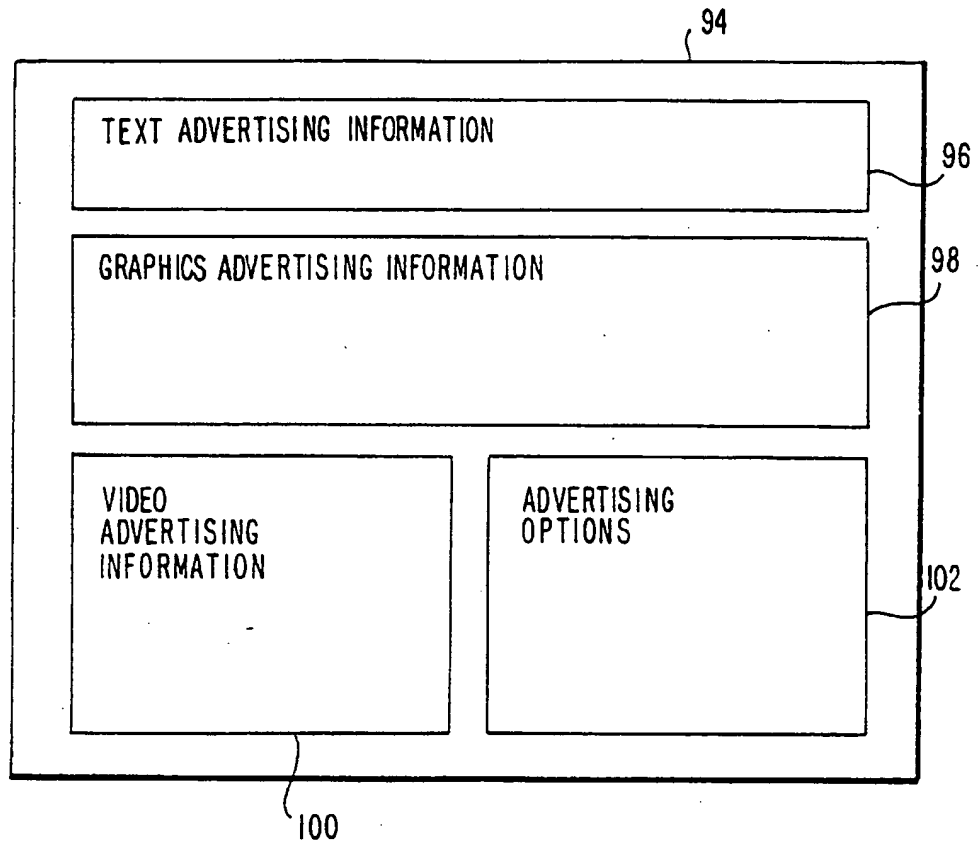 94
TEXT ADVERTISING INFORMATION
96
GRAPHICS ADVERTISING INFORMATION
98
VIDEO
ADVERTISING
INFORMATION
ADVERTISING
OPTIONS
102
100